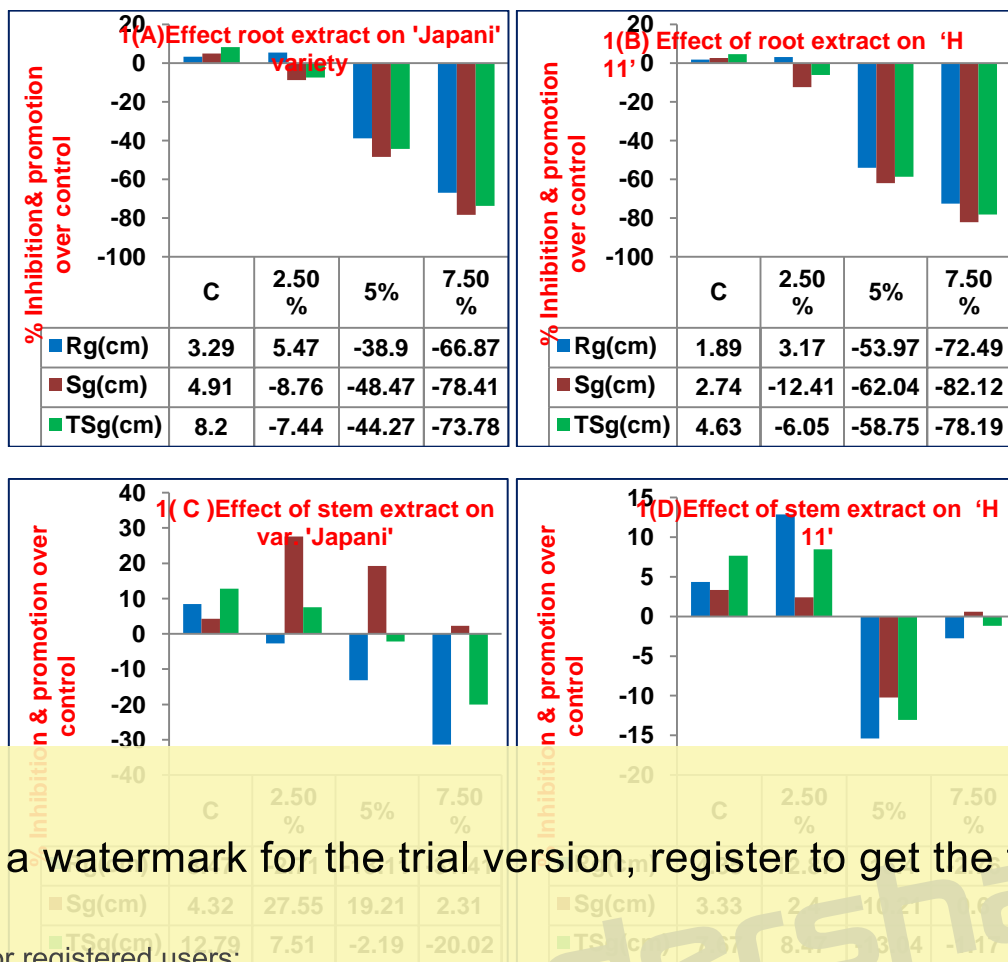 20
1(A)Effect root extract on 'Japani'
variety
0
-20
-40
-60
-80
-100
% Inhibition& promotion
over control
C 2.50 % 5% 7.50 %
Rg(cm) 3.29 5.47 -38.9 -66.87
Sg(cm) 4.91 -8.76 -48.47 -78.41
TSg(cm) 8.2 -7.44 -44.27 -73.78
20
1(B) Effect of root extract on ‘H
11’
0
-20
-40
-60
-80
-100
% Inhibition & promotion
over control
C 2.50 % 5% 7.50 %
Rg(cm) 1.89 3.17 -53.97 -72.49
Sg(cm) 2.74 -12.41 -62.04 -82.12
TSg(cm) 4.63 -6.05 -58.75 -78.19
40
1( C )Effect of stem extract on
var. 'Japani'
30
20
10
0
-10
-20
-30
-40
% Inhibition & promotion over
control
C 2.50 % 5% 7.50 %
Sg(cm) 4.32 27.55 19.21 2.31
TSg(cm) 12.79 7.51 -2.19 -20.02
15
1(D)Effect of stem extract on ‘H
11'
10
5
0
-5
-10
-15
-20
% Inhibition & promotion over
control
C 2.50 % 5% 7.50 %
Sg(cm) 3.33 2.4
a watermark for the trial version, register to get the
registered users: